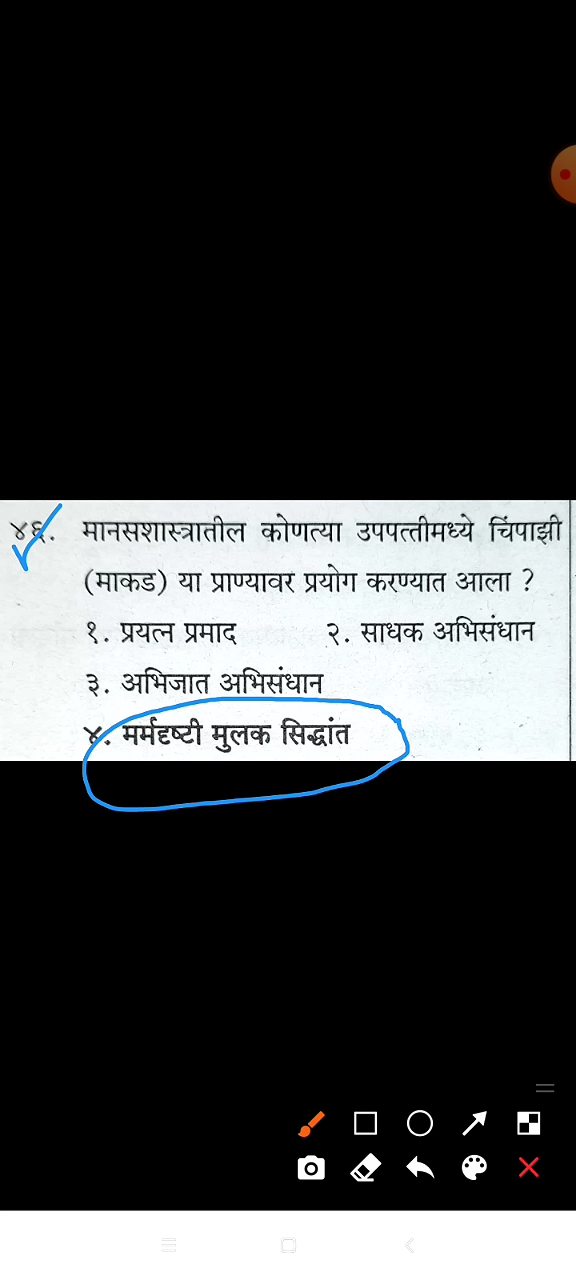 ४६. मानसशास्त्रातील कोणत्या उपपत्तीमध्ये चिंपाझी
(माकड) या प्राण्यावर प्रयोग करण्यात आला ?
१. प्रयत्न प्रमाद २. साधक अभिसंधान
३. अभिजात अभिसंधान
४. मर्मदृष्टी मुलक सिद्धांत